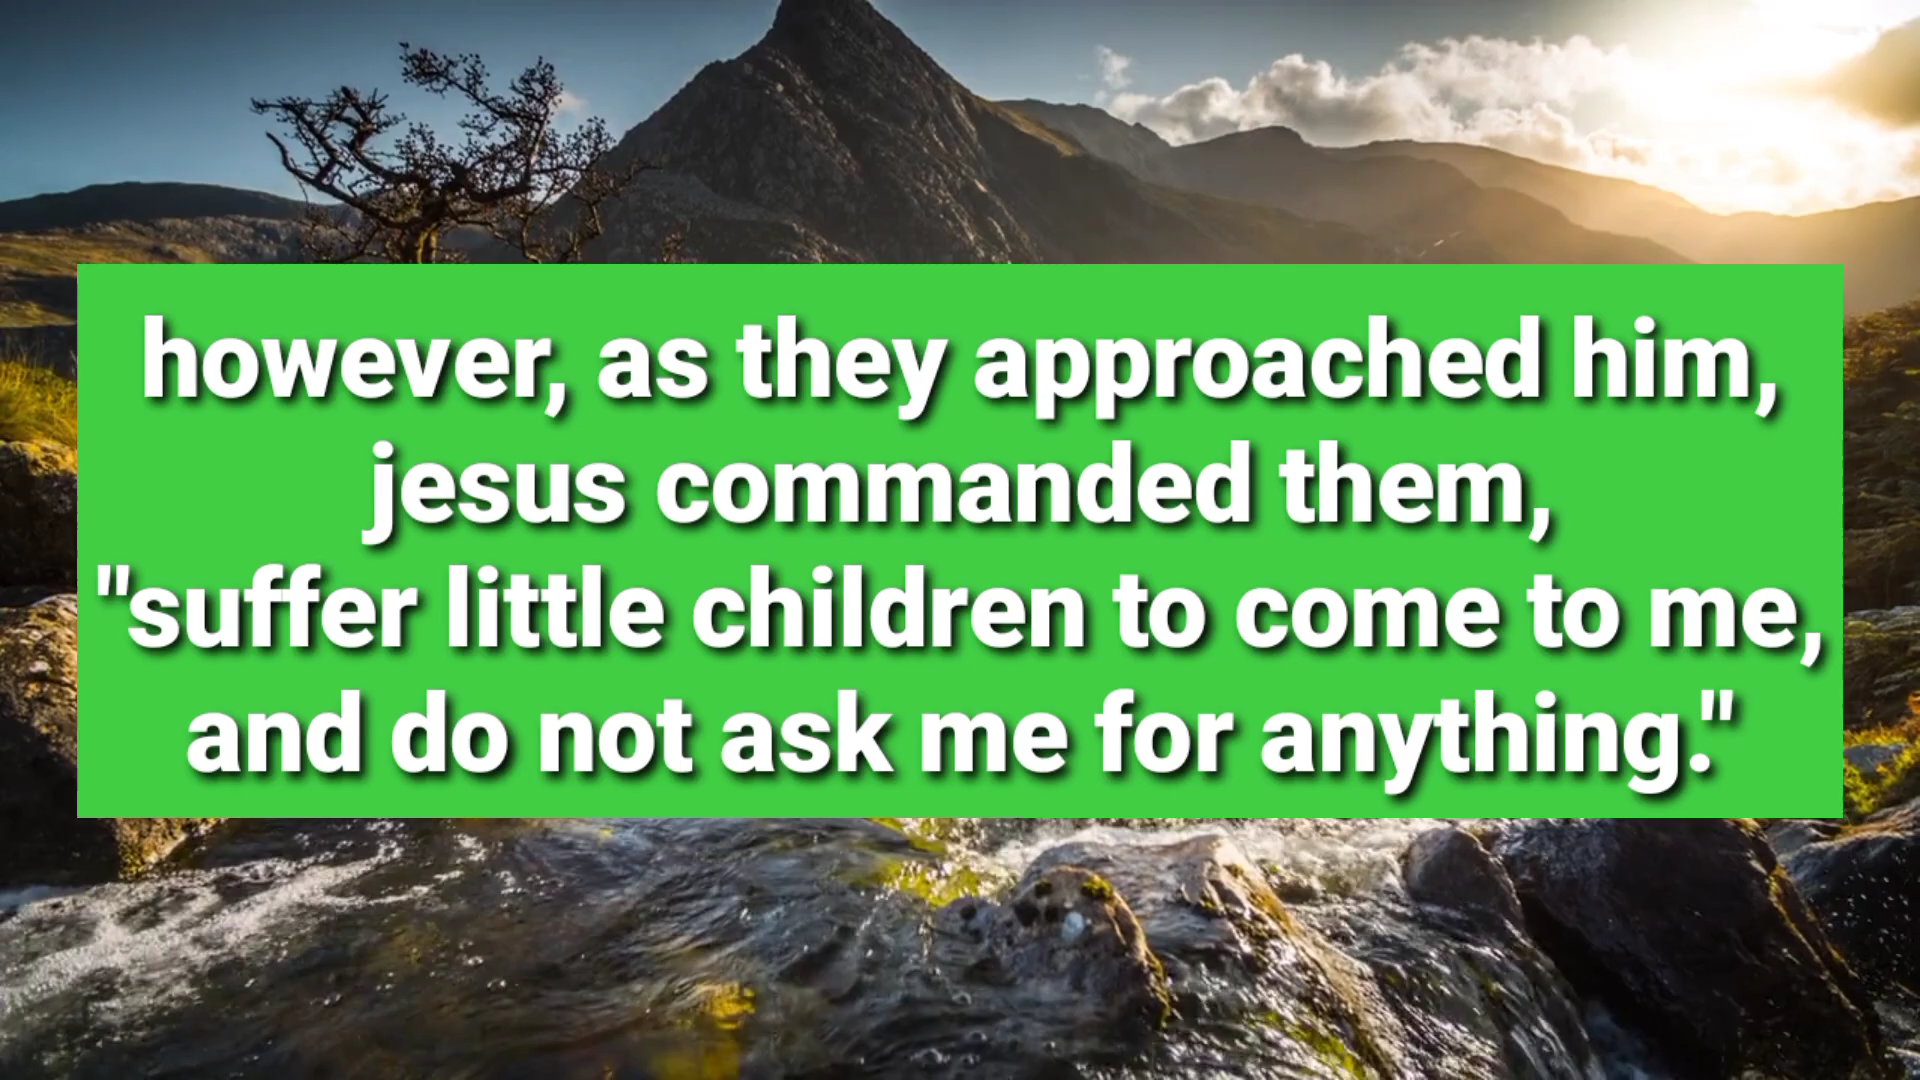 however, as they approached him,
jesus commanded them,
"suffer little children to come to me,
and do not ask me for anything."